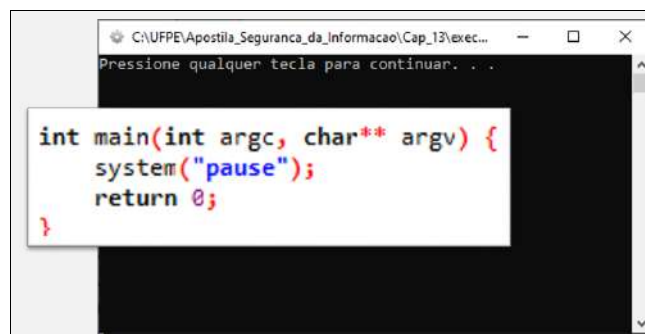 C:\UFPE\Apostila_Seguranca_da_Informacao\Cap_13\exec...
Pressione qualquer tecla para continuar. . .
int main(int argc, char** argv) {
system("pause");
return 0;
}